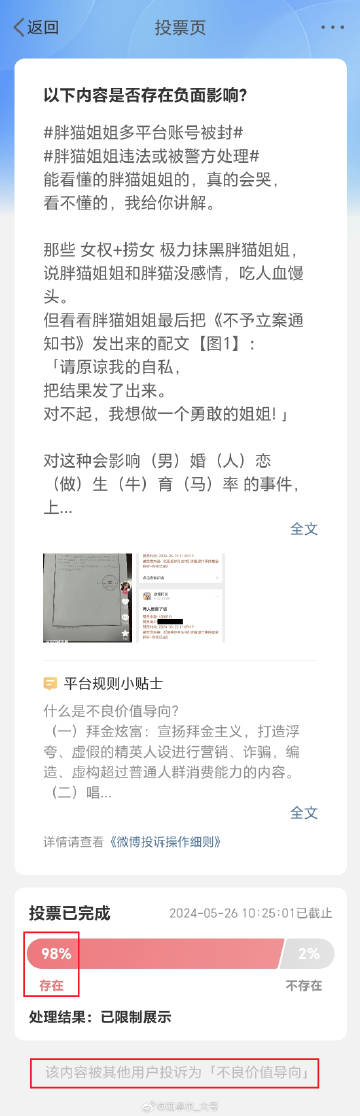 返回
投票页
以下内容是否存在负面影响？
#胖猫姐姐多平台账号被封#
#胖猫姐姐违法或被警方处理#
能看懂的胖猫姐姐的，真的会哭，
看不懂的，我给你讲解。
那些 女权+捞女 极力抹黑胖猫姐姐，
说胖猫姐姐和胖猫没感情，吃人血馒
头。
但看看胖猫姐姐最后把《不予立案通
知书》发出来的配文【图1】：
「请原谅我的自私，
把结果发了出来。
对不起，我想做一个勇敢的姐姐！」
对这种会影响（男）婚（人）恋
（做）生（牛）育（马）率 的事件，
上...
全文
平台规则小贴士
什么是不良价值导向？
（一）拜金炫富：宣扬拜金主义，打造浮
夸、虚假的精英人设进行营销、诈骗，编
造、虚构超过普通人群消费能力的内容。
（二）唱...
全文
详情请查看《微博投诉操作细则》
投票已完成
2024-05-26 10:25:01已截止
98%
2%
存在
不存在
处理结果：已限制展示
该内容被其他用户投诉为「不良价值导向」